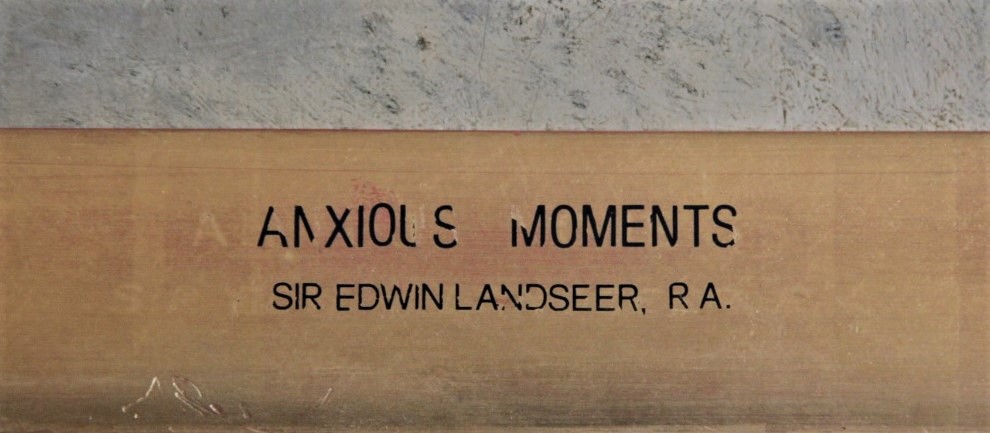 ANXIOUS MOMENTS
SIR EDWIN LANDSEER, R A.